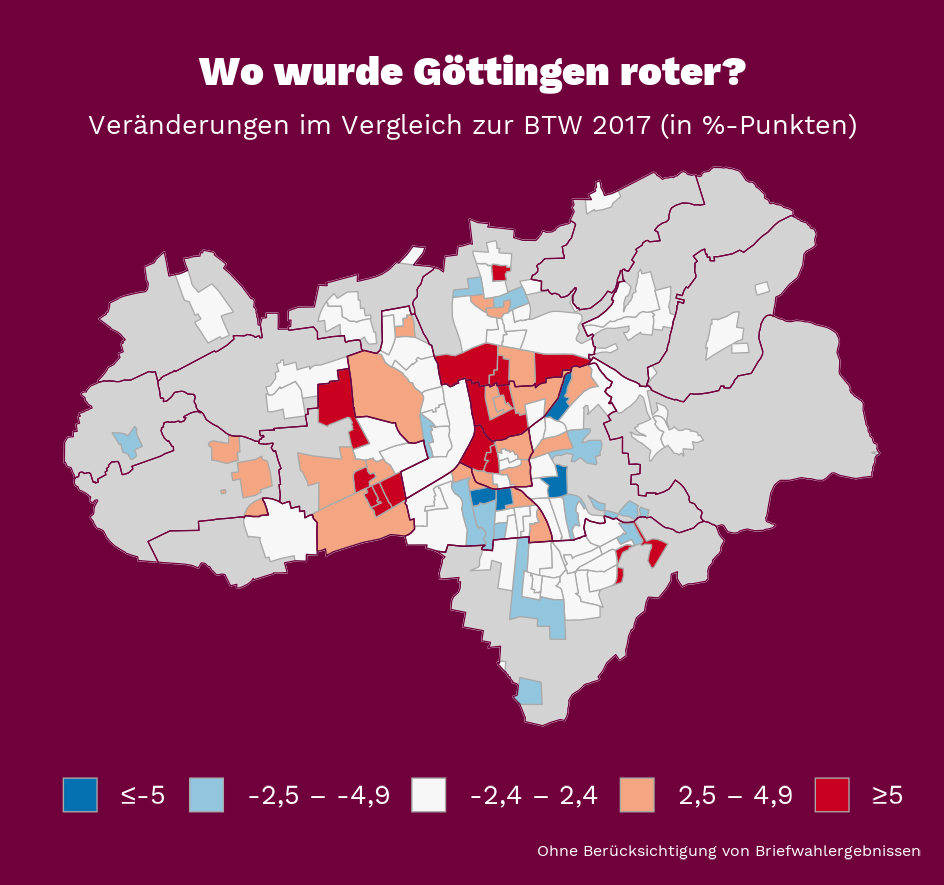 Wo wurde Göttingen roter?
Veränderungen im Vergleich zur BTW 2017 (in %-Punkten)
≤-5 -2,5 – -4,9 -2,4 – 2,4 2,5 – 4,9 ≥5
Ohne Berücksichtigung von Briefwahlergebnissen